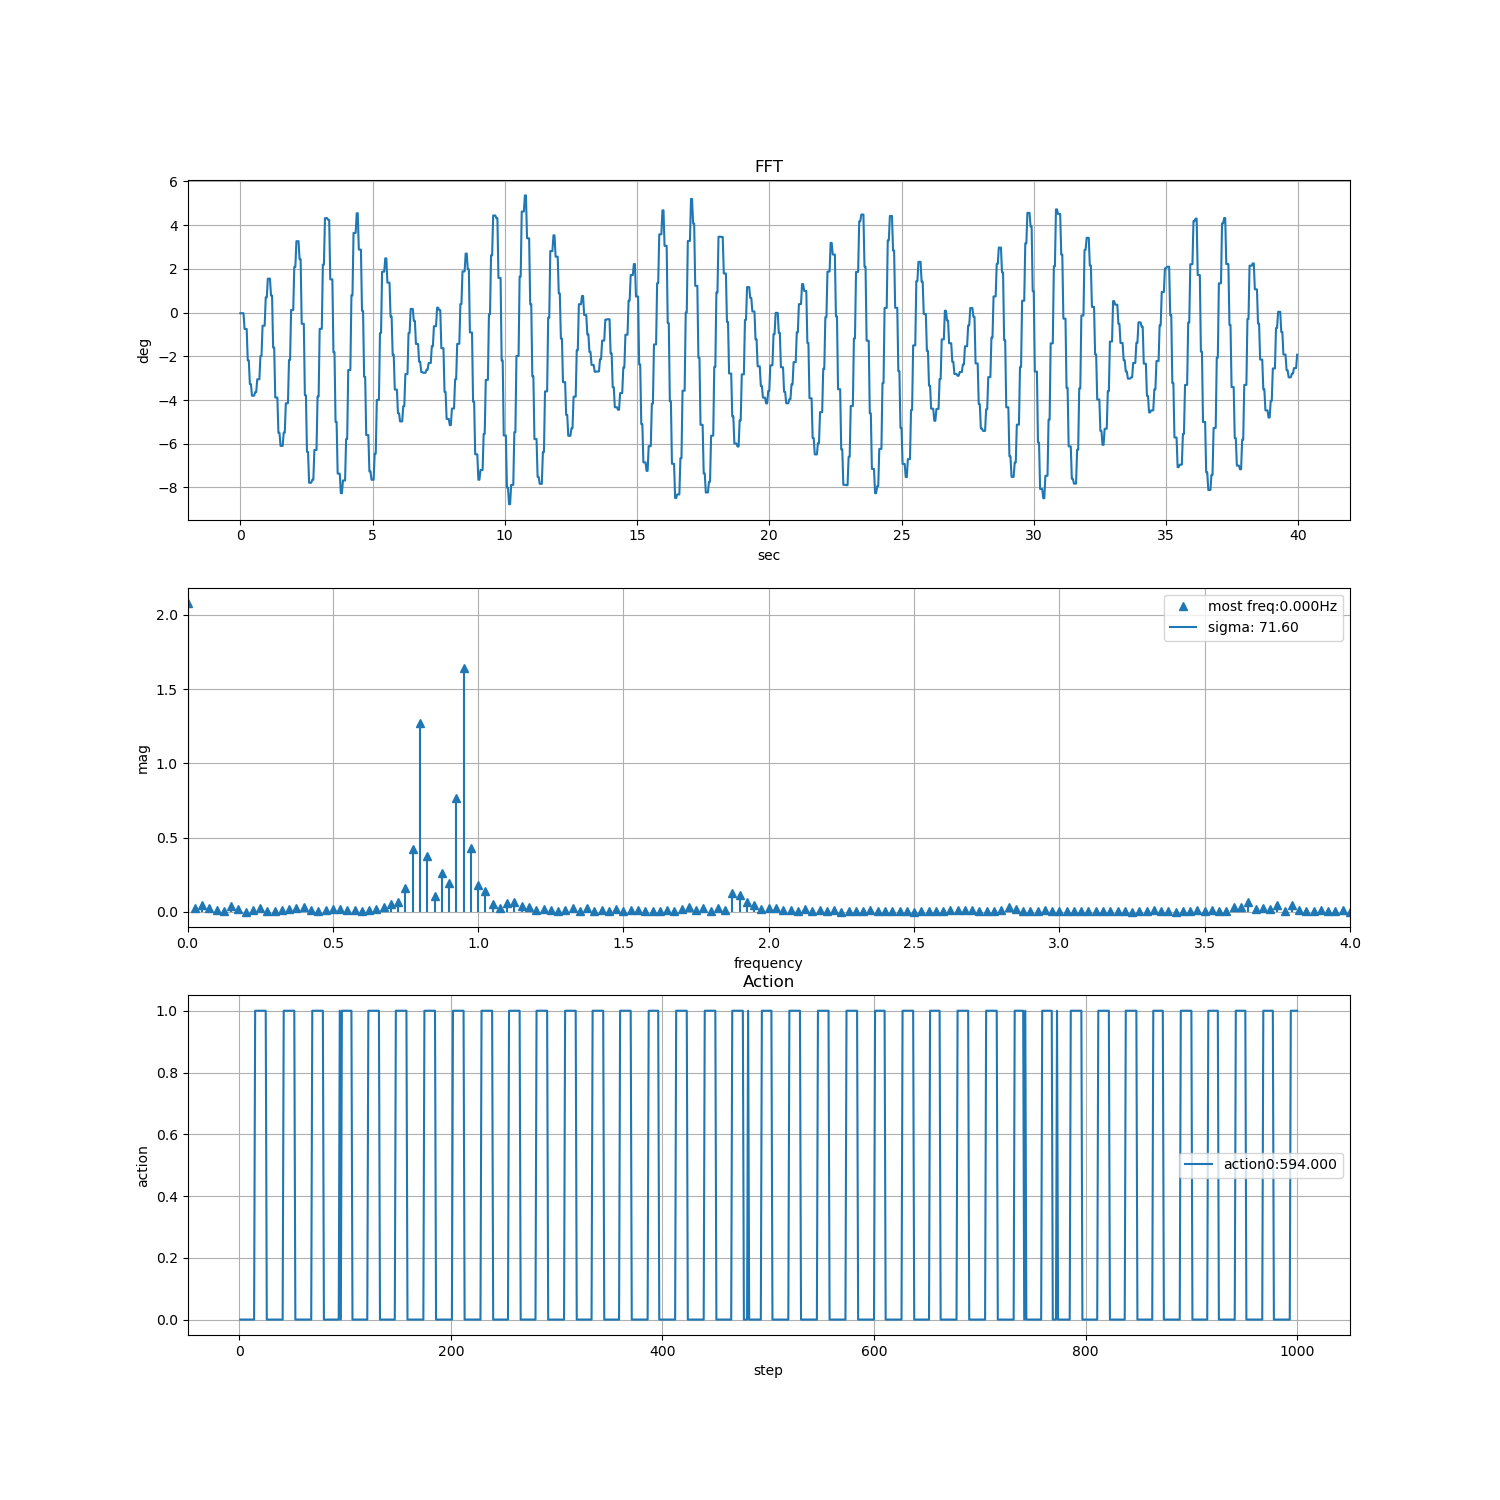 FFT
6
4
2
0
−2
−4
−6
−8
deg
0 5 10 15 20 25 30 35 40
sec
2.0
1.5
1.0
0.5
0.0
mag
most freq:0.000Hz
sigma: 71.60
0.0 0.5 1.0 1.5 2.0 2.5 3.0 3.5 4.0
frequency
Action
1.0
0.8
0.6
0.4
0.2
0.0
action
action0:594.000
0 200 400 600 800 1000
step